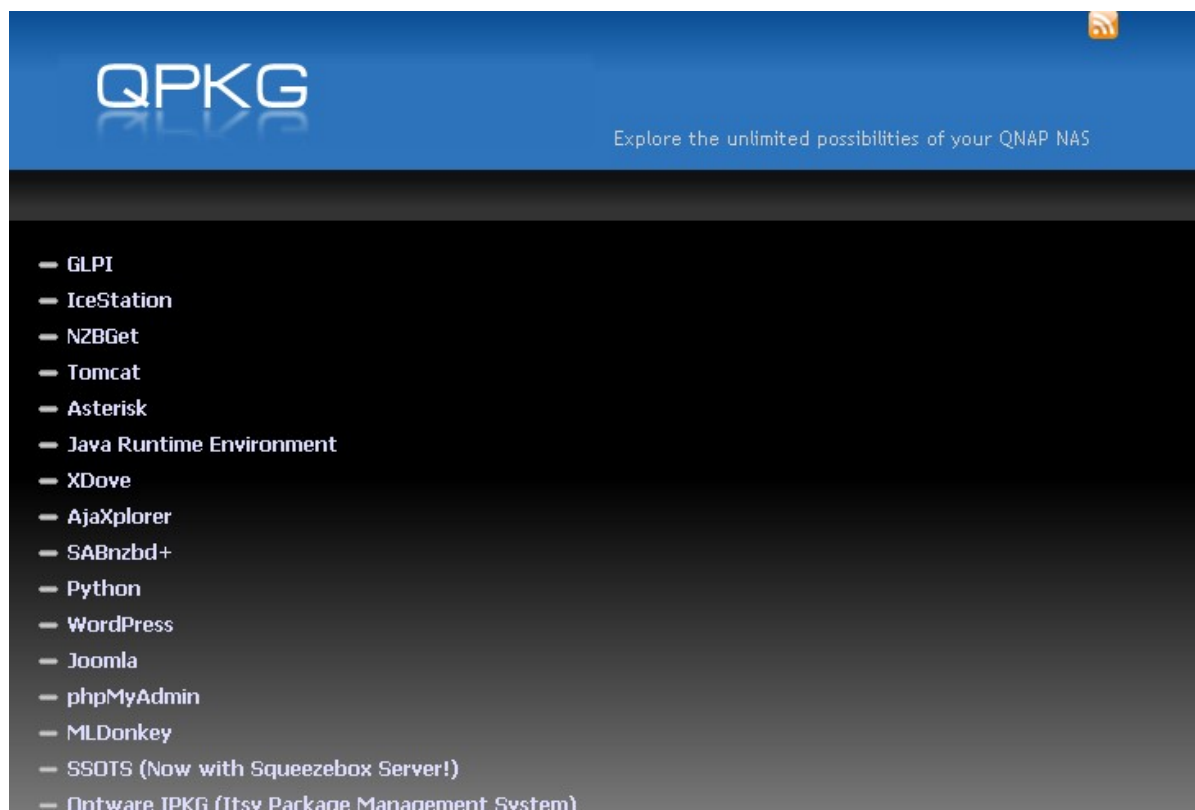 QPKG
Explore the unlimited possibilities of your QNAP NAS
GLPI
IceStation
NZBGet
Tomcat
Asterisk
Java Runtime Environment
XDove
AjaXplorer
SABnzbd+
Python
WordPress
Joomla
phpMyAdmin
MLDonkey
SSOTS (Now with Squeezebox Server!)
Optware IPKG (Itsy Package Management System)